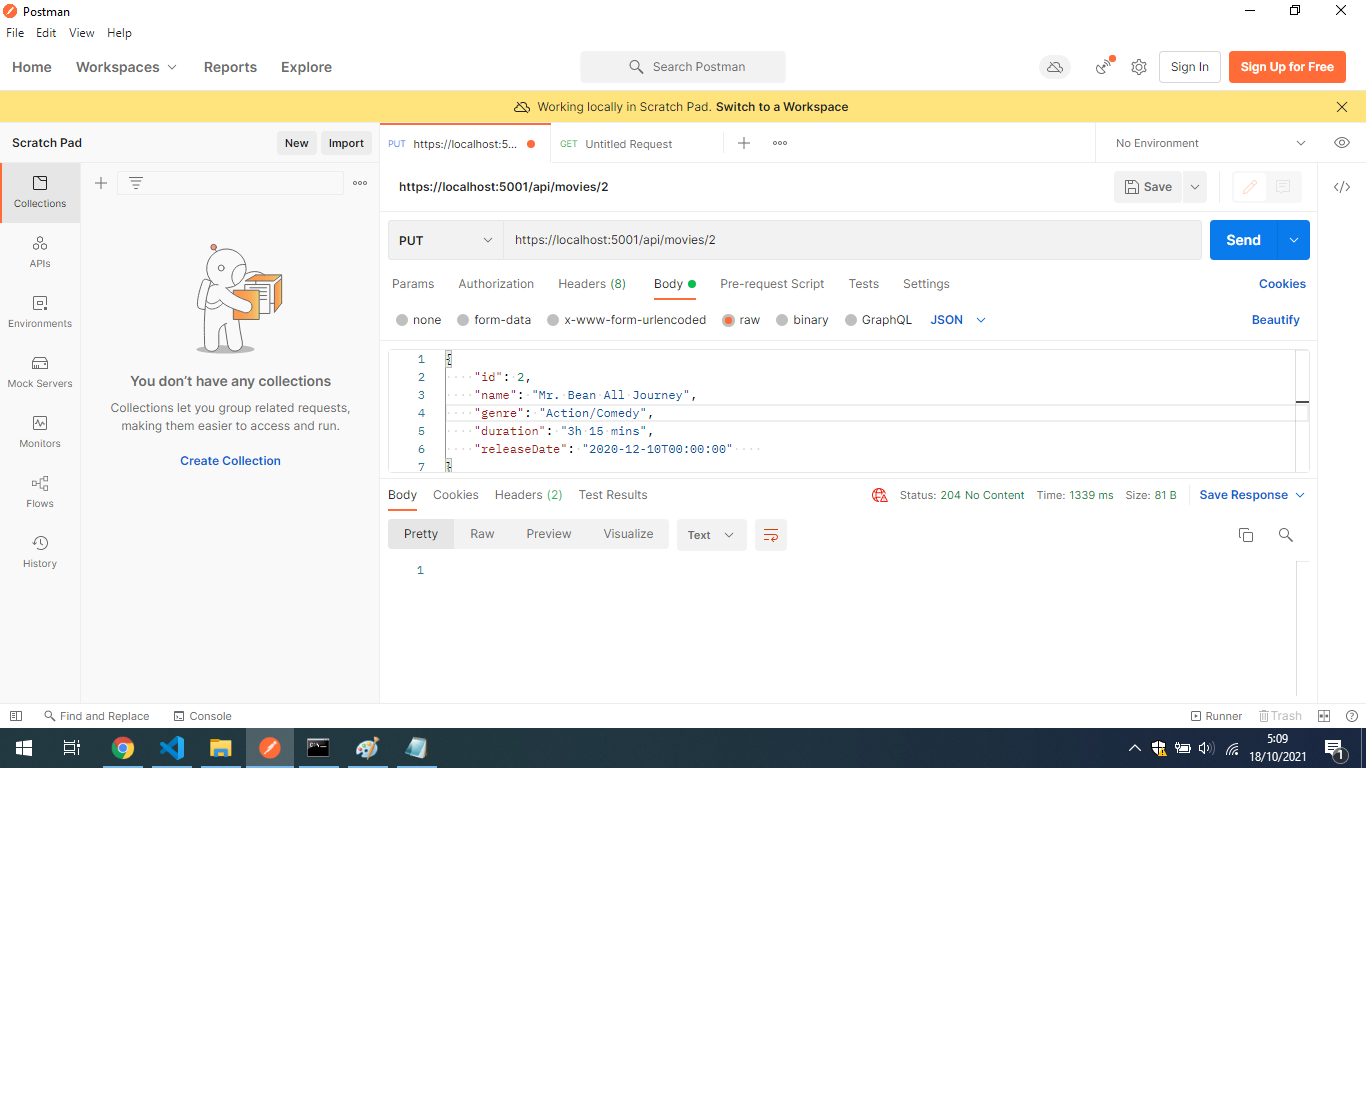 Postman
File Edit View Help
Home Workspaces Reports Explore Search Postman Sign In Sign Up for Free
Working locally in Scratch Pad. Switch to a Workspace
Scratch Pad New Import PUT https://localhost:5... GET Untitled Request No Environment
Collections
APIs
Environments
Mock Servers
Monitors
Flows
History
You don't have any collections
Collections let you group related requests,
making them easier to access and run.
Create Collection
https://localhost:5001/api/movies/2 Save
PUT https://localhost:5001/api/movies/2 Send
Params Authorization Headers (8) Body Pre-request Script Tests Settings Cookies
none form-data x-www-form-urlencoded raw binary GraphQL JSON Beautify
1 {
2 "id": 2,
3 "name": "Mr. Bean All Journey",
4 "genre": "Action/Comedy",
5 "duration": "3h 15 mins",
6 "releaseDate": "2020-12-10T00:00:00"
7 }
Body Cookies Headers (2) Test Results Status: 204 No Content Time: 1339 ms Size: 81 B Save Response
Pretty Raw Preview Visualize Text
1
Find and Replace Console Runner Trash
5:09
18/10/2021
1